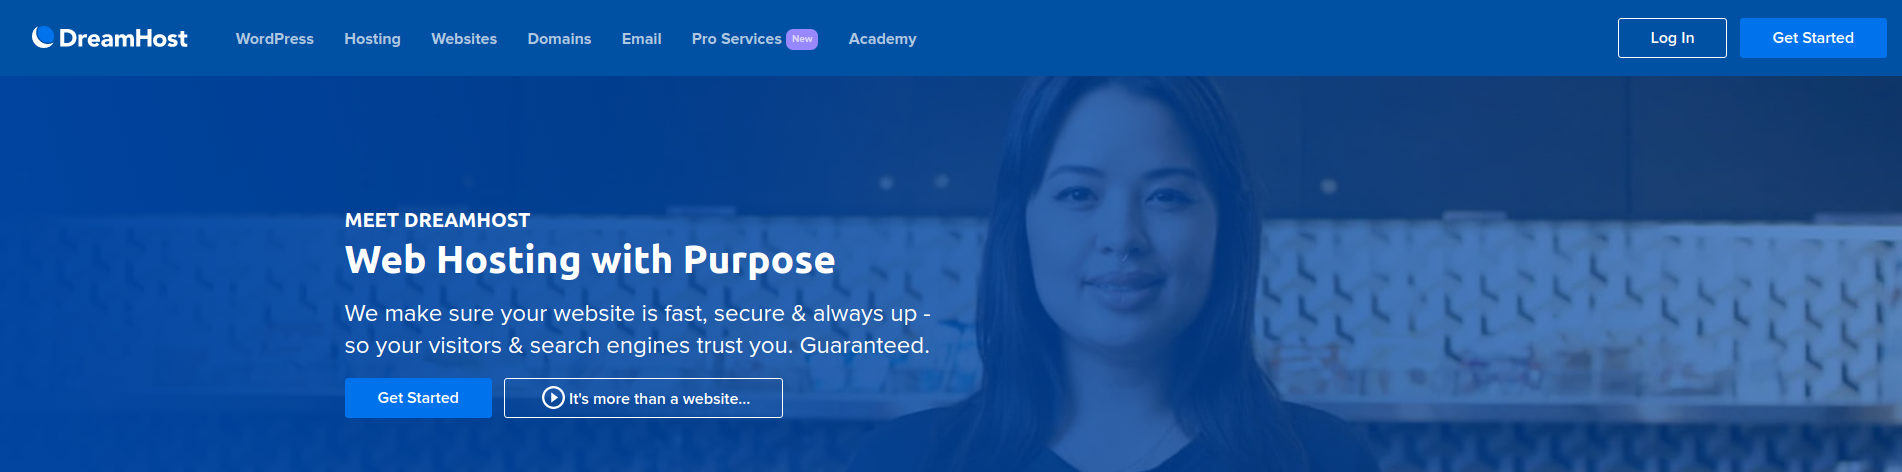 DreamHost
WordPress
Hosting
Websites
Domains
Email
Pro Services New
Academy
Log In
Get Started
MEET DREAMHOST
Web Hosting with Purpose
We make sure your website is fast, secure & always up -
so your visitors & search engines trust you. Guaranteed.
Get Started
It's more than a website...